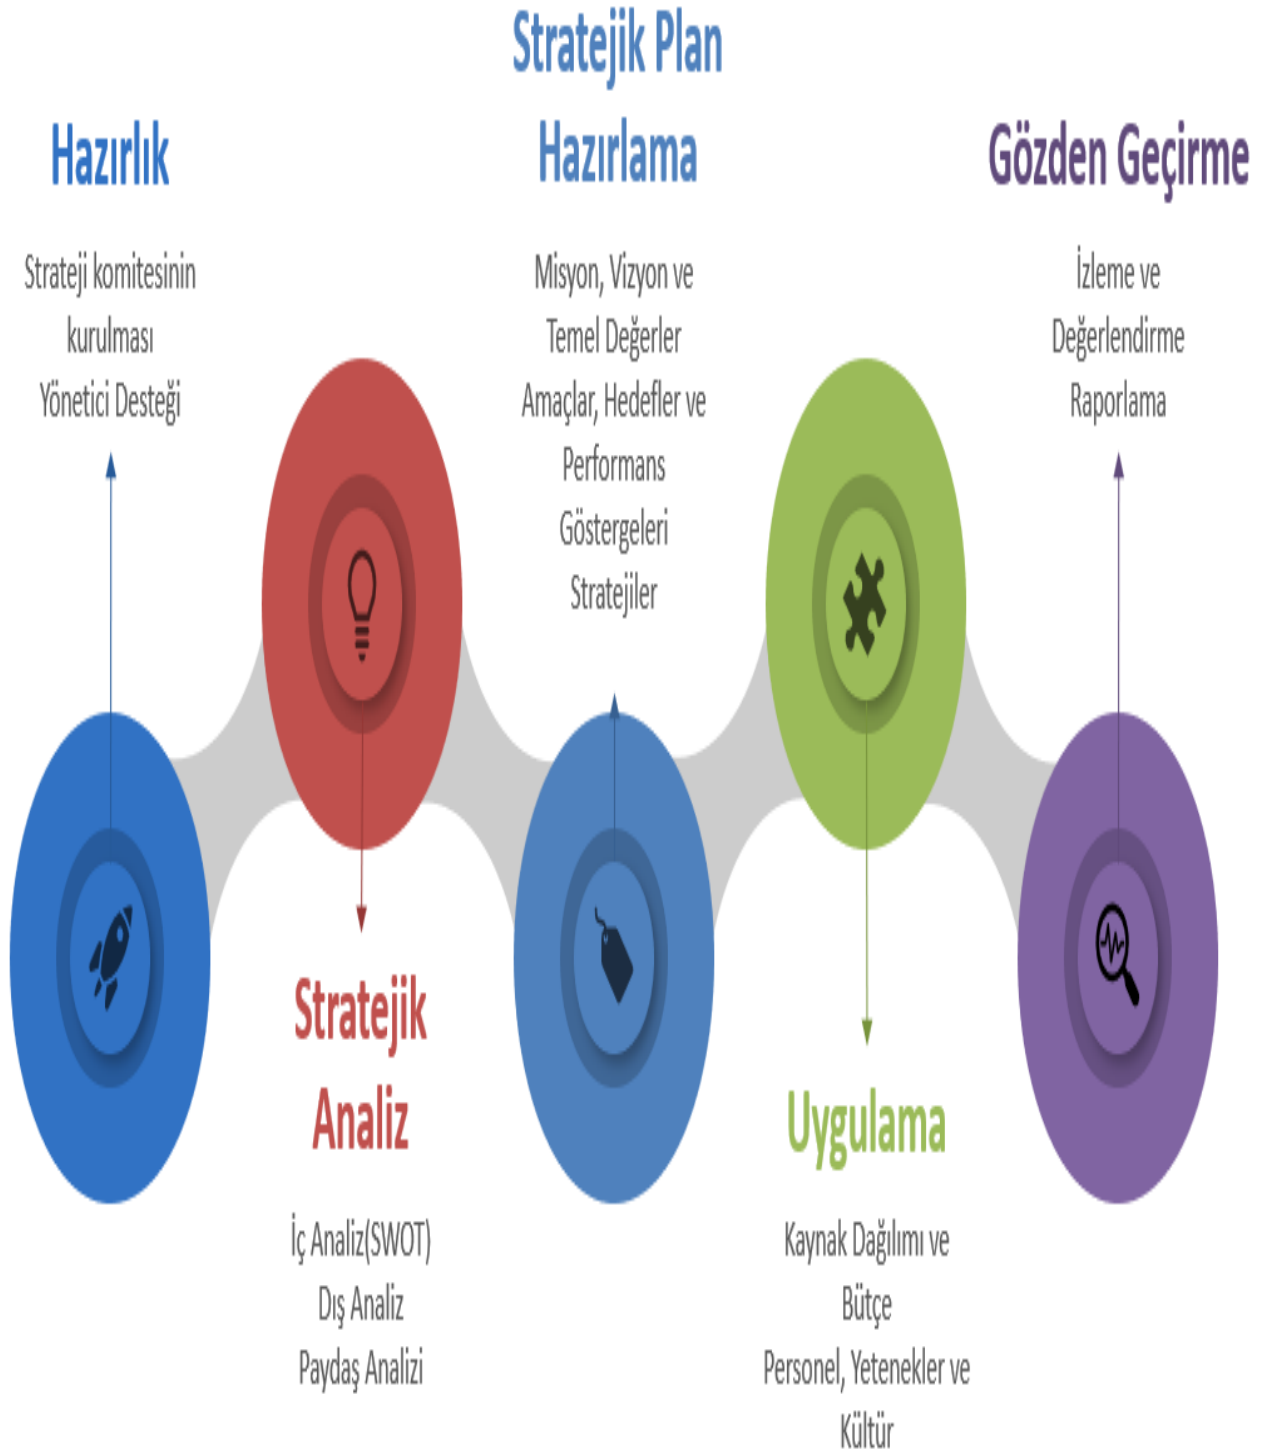 Hazırlık
Strateji komitesinin
kurulması
Yönetici Desteği
Stratejik
Analiz
İç Analiz(SWOT)
Dış Analiz
Paydaş Analizi
Stratejik Plan
Hazırlama
Misyon, Vizyon ve
Temel Değerler
Amaçlar, Hedefler ve
Performans
Göstergeleri
Stratejiler
Uygulama
Kaynak Dağılımı ve
Bütçe
Personel, Yetenekler ve
Kültür
Gözden Geçirme
İzleme ve
Değerlendirme
Raporlama